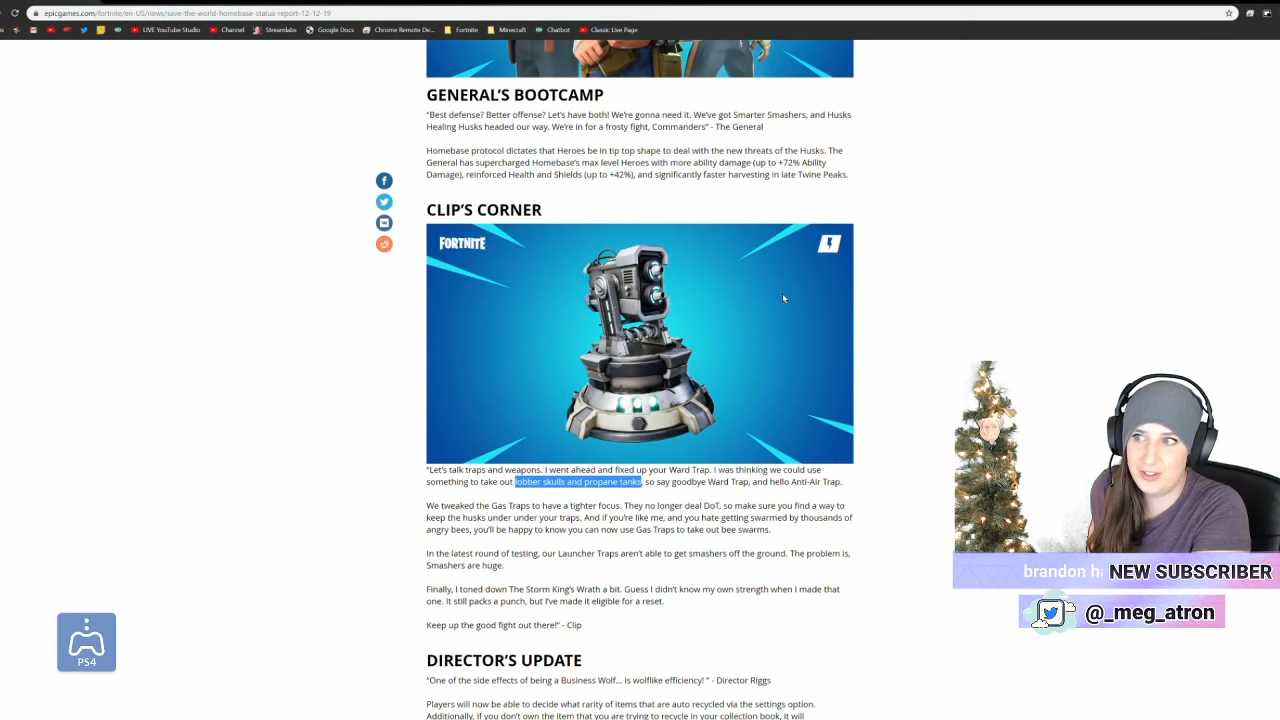 epicgames.com/fortnite/en-US/news/save-the-world-homebase-status-report-12-12-19
LIVE YouTube Studio
Channel
Streamlabs
Google Docs
Chrome Remote De...
Fortnite
Minecraft
Chatbot
Classic Live Page
GENERAL'S BOOTCAMP
“Best defense? Better offense? Let's have both! We're gonna need it. We've got Smarter Smashers, and Husks
Healing Husks headed our way. We're in for a frosty fight, Commanders” - The General
Homebase protocol dictates that Heroes be in tip top shape to deal with the new threats of the Husks. The
General has supercharged Homebase's max level Heroes with more ability damage (up to +72% Ability
Damage), reinforced Health and Shields (up to +42%), and significantly faster harvesting in late Twine Peaks.
CLIP'S CORNER
FORTNITE
“Let's talk traps and weapons. I went ahead and fixed up your Ward Trap. I was thinking we could use
something to take out lobber skulls and propane tanks, so say goodbye Ward Trap, and hello Anti-Air Trap.
We tweaked the Gas Traps to have a tighter focus. They no longer deal DoT, so make sure you find a way to
keep the husks under under your traps. And if you're like me, and you hate getting swarmed by thousands of
angry bees, you'll be happy to know you can now use Gas Traps to take out bee swarms.
In the latest round of testing, our Launcher Traps aren't able to get smashers off the ground. The problem is,
Smashers are huge.
Finally, I toned down The Storm King's Wrath a bit. Guess I didn't know my own strength when I made that
one. It still packs a punch, but I've made it eligible for a reset.
Keep up the good fight out there!” - Clip
brandon ha NEW SUBSCRIBER
@_meg_atron
PS4
DIRECTOR'S UPDATE
“One of the side effects of being a Business Wolf... is wolflike efficiency! ” - Director Riggs
Players will now be able to decide what rarity of items that are auto recycled via the settings option.
Additionally, if you don't own the item that you are trying to recycle in your collection book, it will